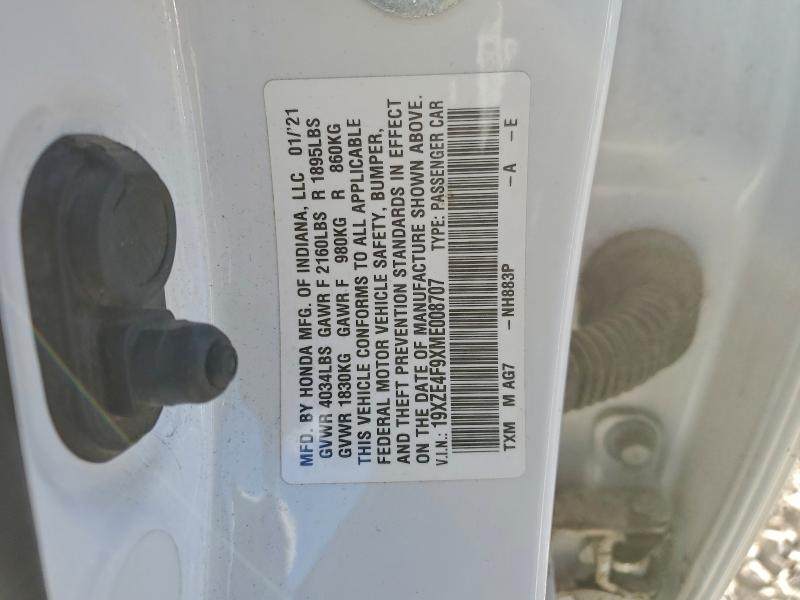 MFD. BY HONDA MFG. OF INDIANA, LLC 01/'21
GVWR 4034LBS GAWR F 2160LBS R 1895LBS
GVWR 1830KG GAWR F 980KG R 860KG
THIS VEHICLE CONFORMS TO ALL APPLICABLE
FEDERAL MOTOR VEHICLE SAFETY, BUMPER,
AND THEFT PREVENTION STANDARDS IN EFFECT
ON THE DATE OF MANUFACTURE SHOWN ABOVE.
V.I.N.: 19XZE4F9XME008707 TYPE: PASSENGER CAR
TXM M AG7 -NH883P -A -E